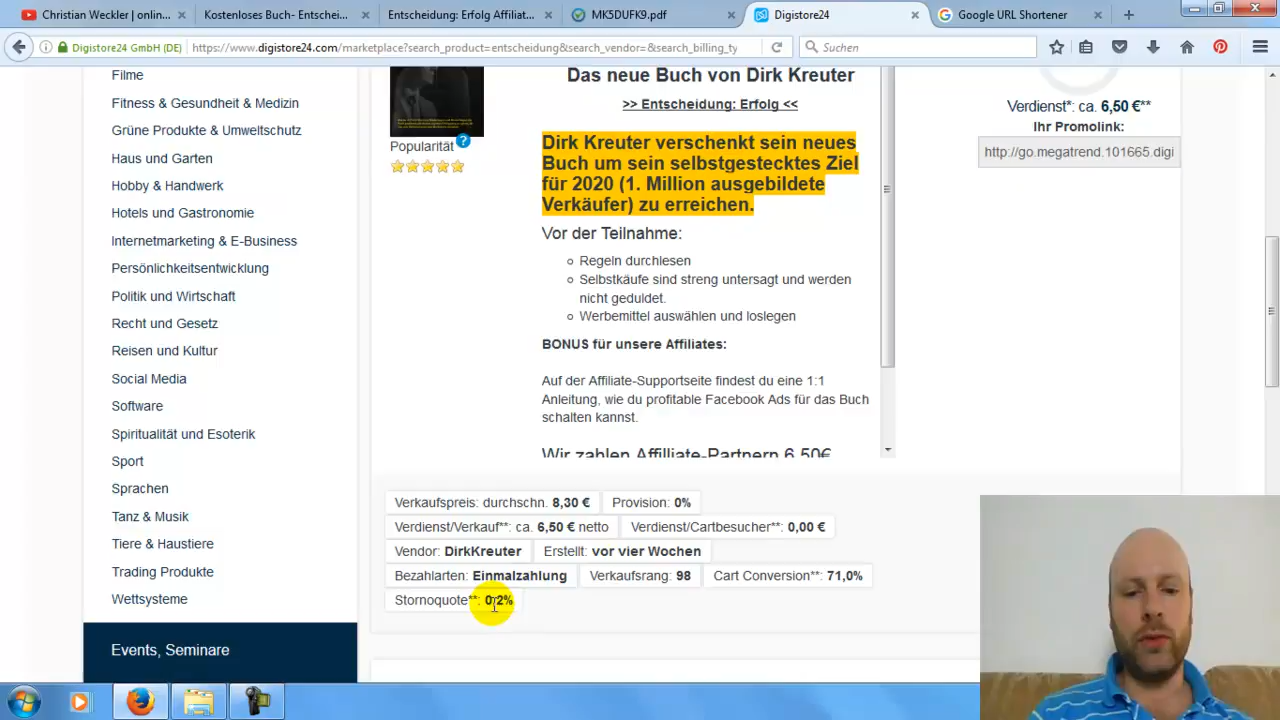 Christian Weckler | onlin...
Kostenloses Buch- Entschei...
Entscheidung: Erfolg Affiliat...
MK5DUFK9.pdf
Digistore24
Google URL Shortener
Digistore24 GmbH (DE)
https://www.digistore24.com/marketplace?search_product=entscheidung&search_vendor=&search_billing_ty
Suchen
Filme
Fitness & Gesundheit & Medizin
Grüne Produkte & Umweltschutz
Haus und Garten
Hobby & Handwerk
Hotels und Gastronomie
Internetmarketing & E-Business
Persönlichkeitsentwicklung
Politik und Wirtschaft
Recht und Gesetz
Reisen und Kultur
Social Media
Software
Spiritualität und Esoterik
Sport
Sprachen
Tanz & Musik
Tiere & Haustiere
Trading Produkte
Wettsysteme
Events, Seminare
Popularität ?
Das neue Buch von Dirk Kreuter
>> Entscheidung: Erfolg <<
Dirk Kreuter verschenkt sein neues
Buch um sein selbstgestecktes Ziel
für 2020 (1. Million ausgebildete
Verkäufer) zu erreichen.
Vor der Teilnahme:
Regeln durchlesen
Selbstkäufe sind streng untersagt und werden
nicht geduldet.
Werbemittel auswählen und loslegen
BONUS für unsere Affiliates:
Auf der Affiliate-Supportseite findest du eine 1:1
Anleitung, wie du profitable Facebook Ads für das Buch
schalten kannst.
Wir zahlen Affilliate-Partnern 6,50€
Verdienst*: ca. 6,50 €**
Ihr Promolink:
http://go.megatrend.101665.digi
Verkaufspreis: durchschn. 8,30 € Provision: 0%
Verdienst/Verkauf**: ca. 6,50 € netto Verdienst/Cartbesucher**: 0,00 €
Vendor: DirkKreuter Erstellt: vor vier Wochen
Bezahlarten: Einmalzahlung Verkaufsrang: 98 Cart Conversion**: 71,0%
Stornoquote**: 0,2%